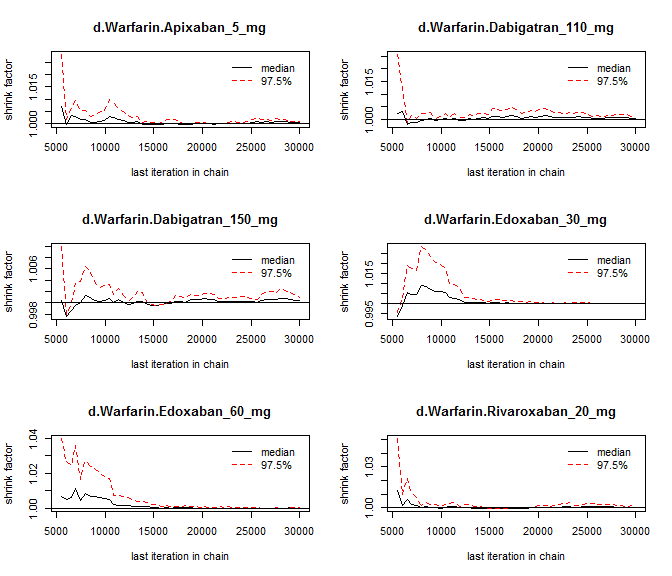 d.Warfarin.Apixaban_5_mg
shrink factor
1.000 1.015
median
97.5%
5000 10000 15000 20000 25000 30000
last iteration in chain
d.Warfarin.Dabigatran_110_mg
shrink factor
1.000 1.015
median
97.5%
5000 10000 15000 20000 25000 30000
last iteration in chain
d.Warfarin.Dabigatran_150_mg
shrink factor
0.998 1.006
median
97.5%
5000 10000 15000 20000 25000 30000
last iteration in chain
d.Warfarin.Edoxaban_30_mg
shrink factor
0.995 1.015
median
97.5%
5000 10000 15000 20000 25000 30000
last iteration in chain
d.Warfarin.Edoxaban_60_mg
shrink factor
1.00 1.02 1.04
median
97.5%
5000 10000 15000 20000 25000 30000
last iteration in chain
d.Warfarin.Rivaroxaban_20_mg
shrink factor
1.00 1.03
median
97.5%
5000 10000 15000 20000 25000 30000
last iteration in chain